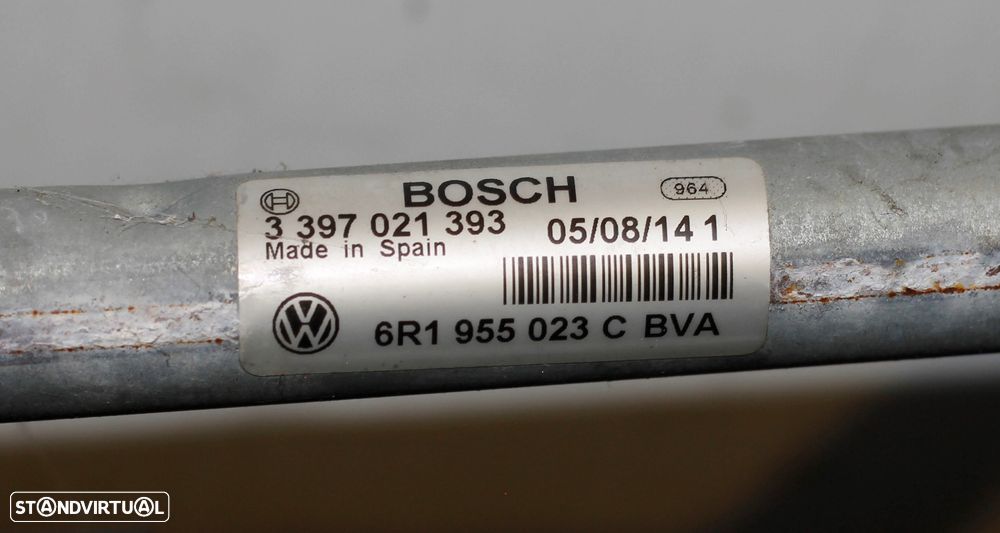 BOSCH
964
3 397 021 393
05/08/14 1
Made in Spain
6R1 955 023 C BVA
STANDVIRTUAL